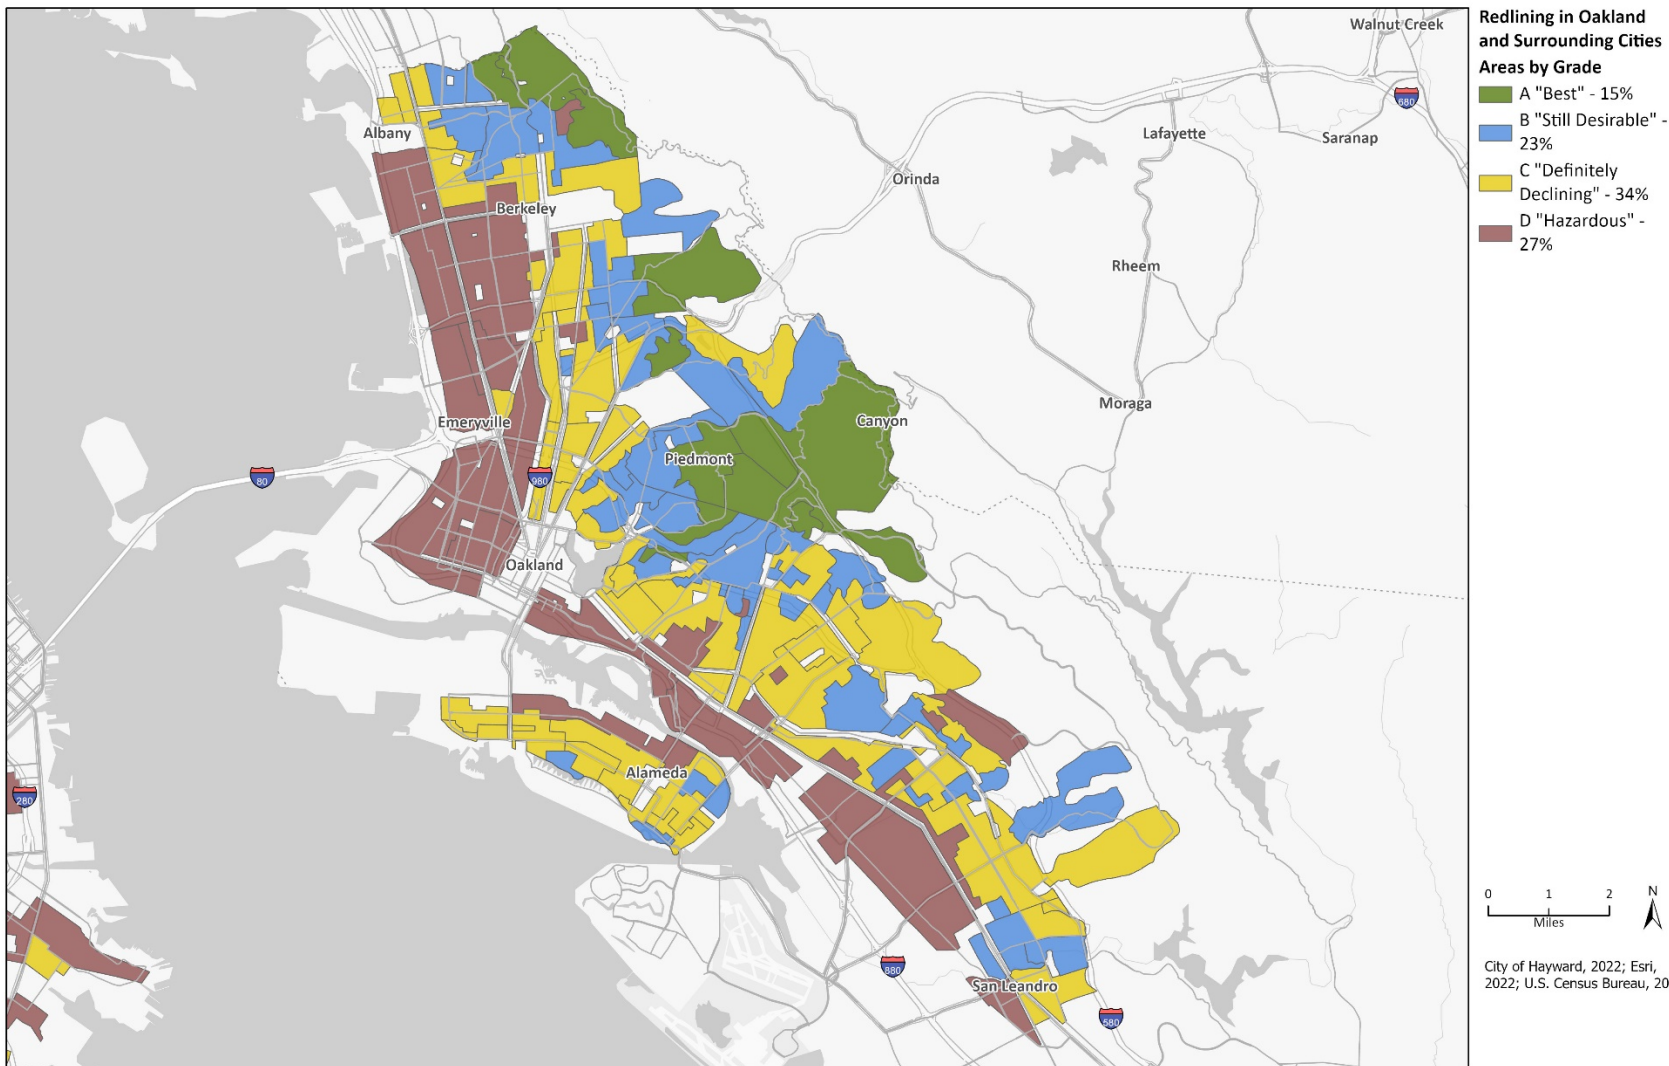 Redlining in Oakland
and Surrounding Cities
Areas by Grade
A "Best" - 15%
B "Still Desirable" -
23%
C "Definitely
Declining" - 34%
D "Hazardous" -
27%
Walnut Creek
680
Albany
Lafayette
Saranap
Orinda
Berkeley
Rheem
Moraga
Emeryville
Canyon
Piedmont
80
980
Oakland
Alameda
280
880
San Leandro
580
0 1 2
Miles
N
City of Hayward, 2022; Esri,
2022; U.S. Census Bureau, 20